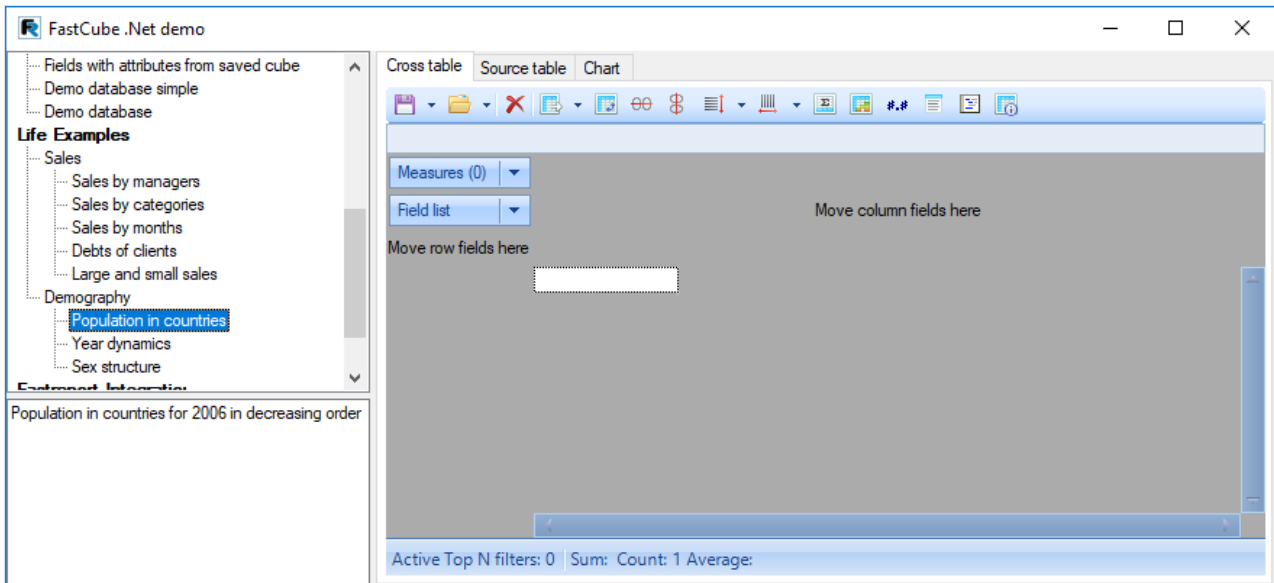 FastCube .Net demo
Fields with attributes from saved cube
Demo database simple
Demo database
Life Examples
Sales
Sales by managers
Sales by categories
Sales by months
Debts of clients
Large and small sales
Demography
Population in countries
Year dynamics
Sex structure
Population in countries for 2006 in decreasing order
Cross table Source table Chart
#.#
Measures (0)
Field list
Move column fields here
Move row fields here
Active Top N filters: 0 Sum: Count: 1 Average: